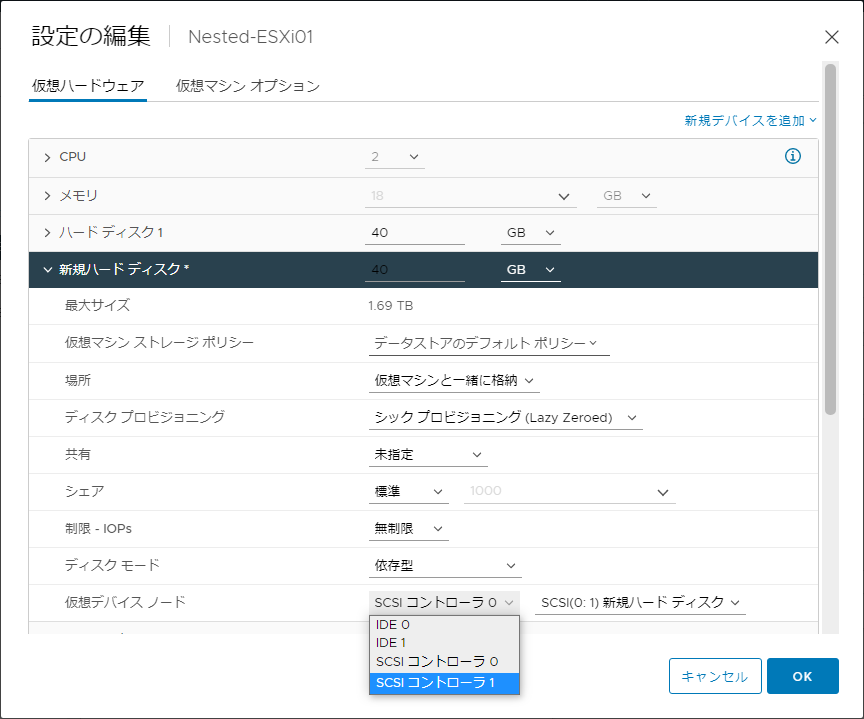 設定の編集 Nested-ESXi01
仮想ハードウェア 仮想マシン オプション
新規デバイスを追加
CPU 2
メモリ 18 GB
ハード ディスク 1 40 GB
新規ハード ディスク * 40 GB
最大サイズ 1.69 TB
仮想マシン ストレージ ポリシー データストアのデフォルト ポリシー
場所 仮想マシンと一緒に格納
ディスク プロビジョニング シック プロビジョニング (Lazy Zeroed)
共有 未指定
シェア 標準 1000
制限 - IOPs 無制限
ディスク モード 依存型
仮想デバイス ノード SCSI コントローラ 0 SCSI(0: 1) 新規ハード ディスク
IDE 0
IDE 1
SCSI コントローラ 0
SCSI コントローラ 1
キャンセル OK